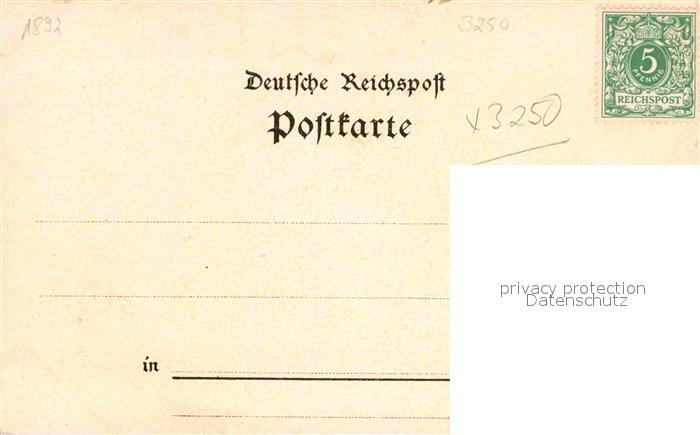 1892
3250
5
PFENNIG
REICHSPOST
Deutsche Reichspost
Postkarte
x3250
privacy protection
Datenschutz
in